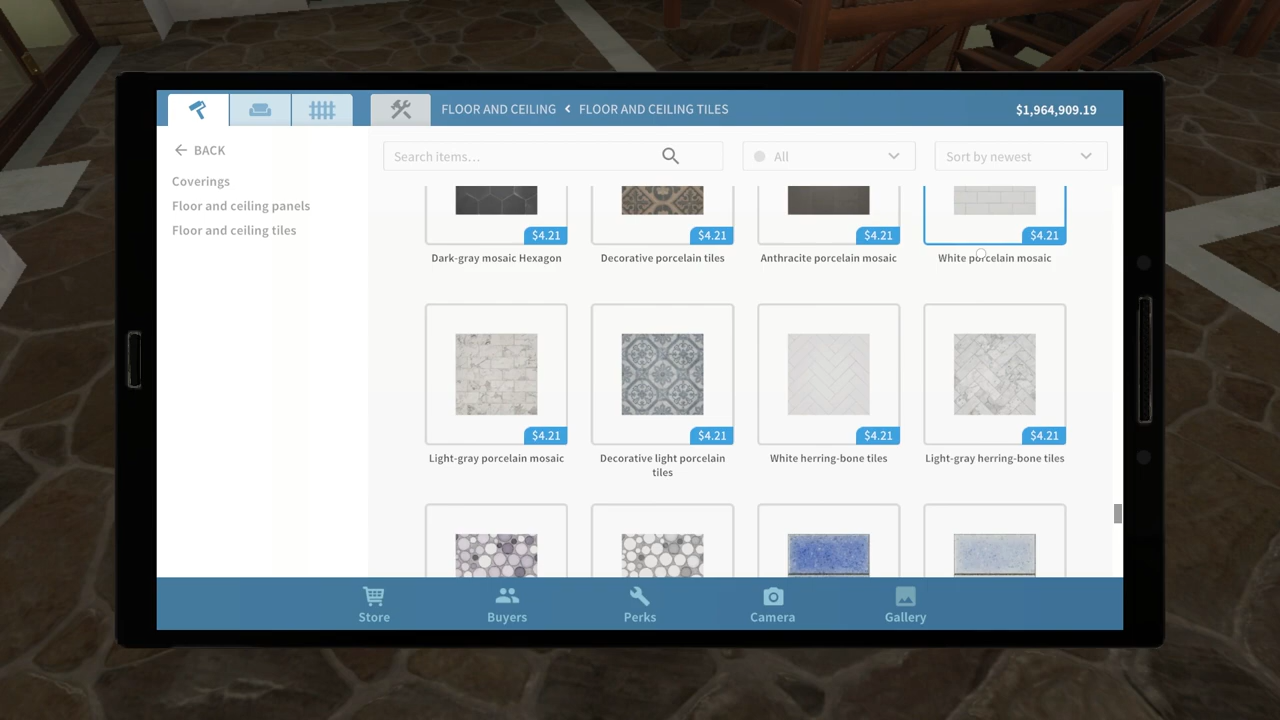 FLOOR AND CEILING < FLOOR AND CEILING TILES
$1,964,909.19
BACK
Coverings
Floor and ceiling panels
Floor and ceiling tiles
Search items...
All
Sort by newest
$4.21
$4.21
$4.21
$4.21
Dark-gray mosaic Hexagon
Decorative porcelain tiles
Anthracite porcelain mosaic
White porcelain mosaic
$4.21
$4.21
$4.21
$4.21
Light-gray porcelain mosaic
Decorative light porcelain
tiles
White herring-bone tiles
Light-gray herring-bone tiles
Store
Buyers
Perks
Camera
Gallery